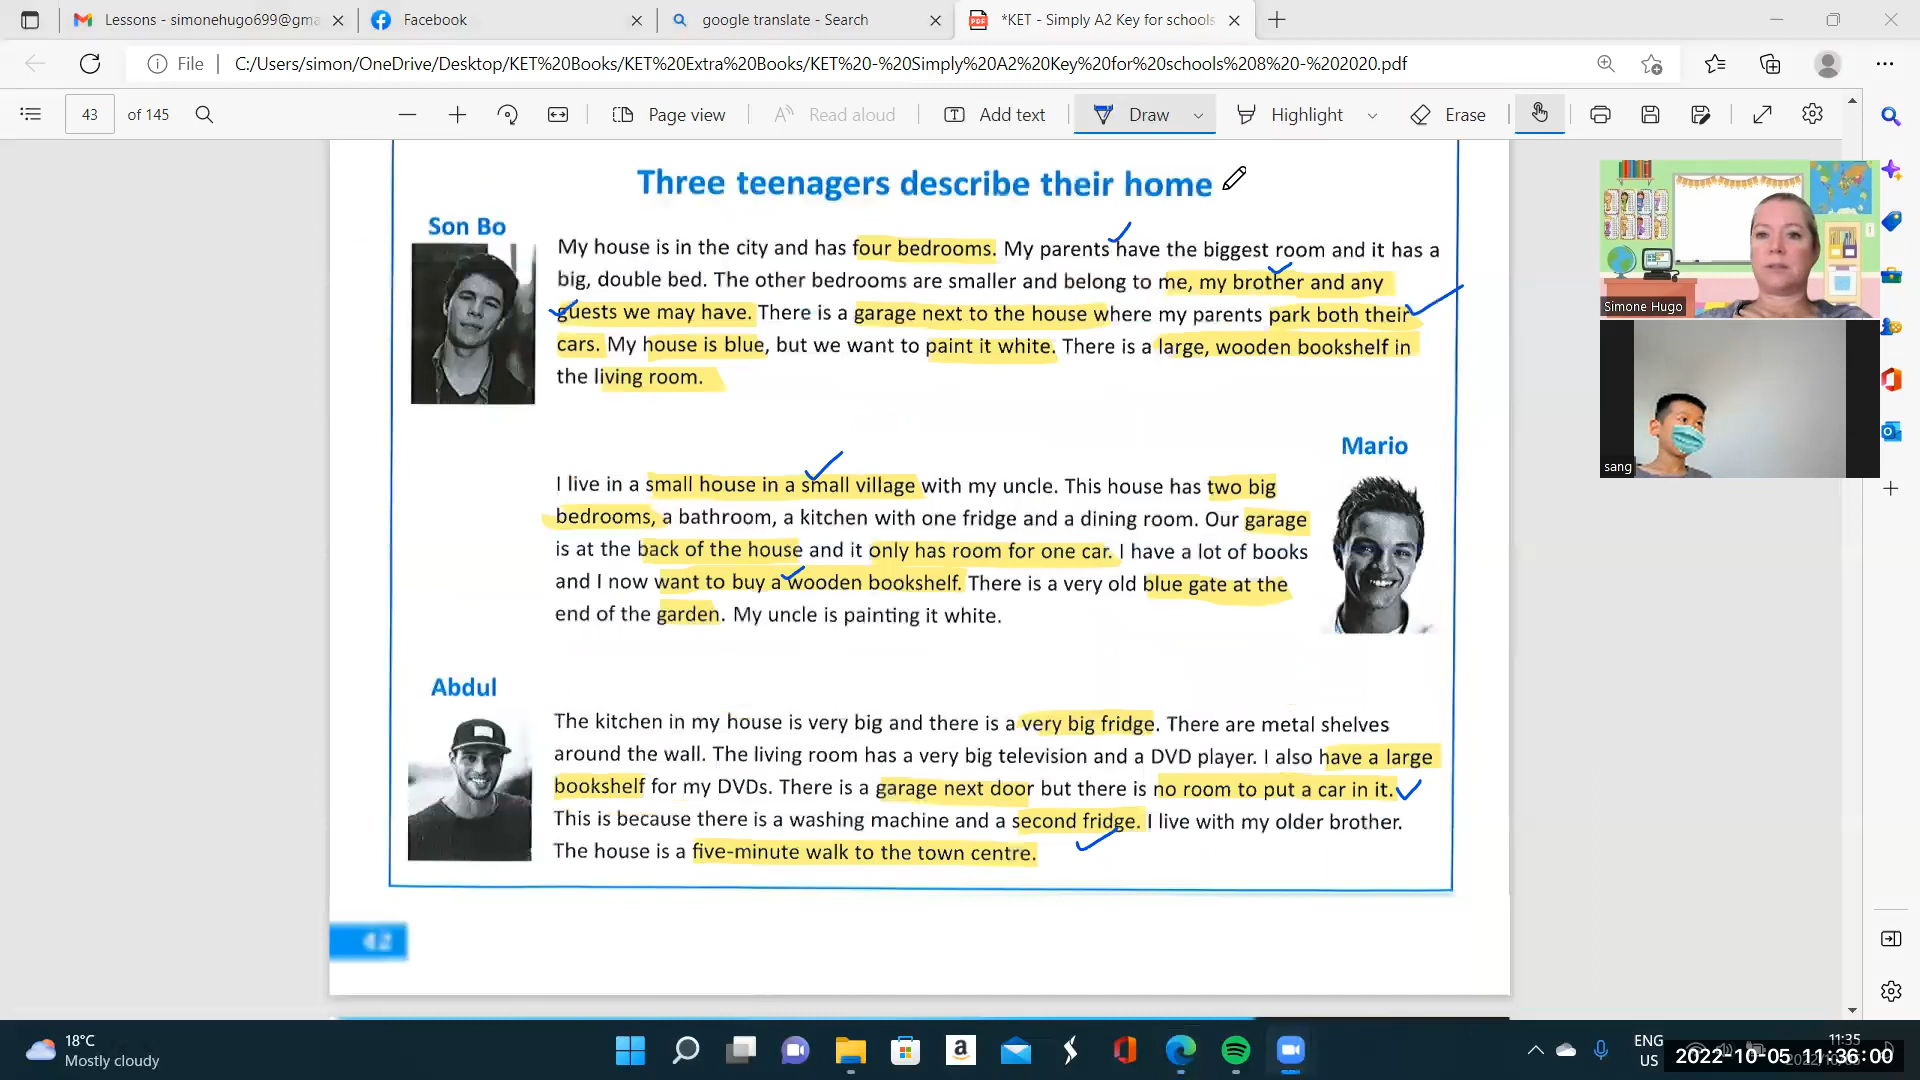 Lessons - simonehugo699@gma
Facebook
google translate - Search
*KET - Simply A2 Key for schools
File
C:/Users/simon/OneDrive/Desktop/KET%20Books/KET%20Extra%20Books/KET%20-%20Simply%20A2%20Key%20for%20schools%208%20-%202020.pdf
43 of 145
Page view
Read aloud
Add text
Draw
Highlight
Erase
Three teenagers describe their home
Son Bo
My house is in the city and has four bedrooms. My parents have the biggest room and it has a
big, double bed. The other bedrooms are smaller and belong to me, my brother and any
guests we may have. There is a garage next to the house where my parents park both their
cars. My house is blue, but we want to paint it white. There is a large, wooden bookshelf in
the living room.
Mario
I live in a small house in a small village with my uncle. This house has two big
bedrooms, a bathroom, a kitchen with one fridge and a dining room. Our garage
is at the back of the house and it only has room for one car. I have a lot of books
and I now want to buy a wooden bookshelf. There is a very old blue gate at the
end of the garden. My uncle is painting it white.
Abdul
The kitchen in my house is very big and there is a very big fridge. There are metal shelves
around the wall. The living room has a very big television and a DVD player. I also have a large
bookshelf for my DVDs. There is a garage next door but there is no room to put a car in it.
This is because there is a washing machine and a second fridge. I live with my older brother.
The house is a five-minute walk to the town centre.
42
Simone Hugo
sang
18°C
Mostly cloudy
ENG
US
11:35
2022-10-05 11:36:00